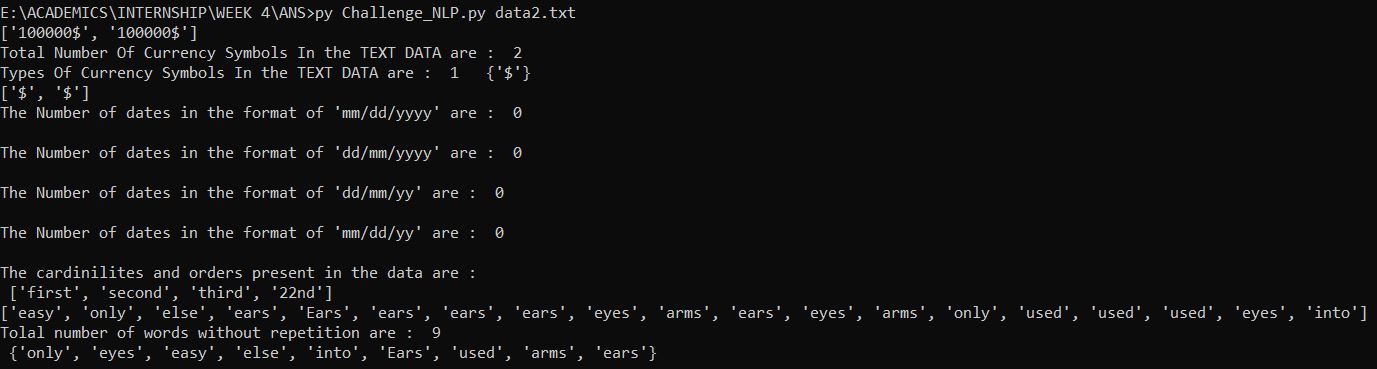 E:\ACADEMICS\INTERNSHIP\WEEK 4\ANS>py Challenge_NLP.py data2.txt
['100000$', '100000$']
Total Number Of Currency Symbols In the TEXT DATA are :  2
Types Of Currency Symbols In the TEXT DATA are :  1   {'$'}
['$', '$']
The Number of dates in the format of 'mm/dd/yyyy' are :  0
The Number of dates in the format of 'dd/mm/yyyy' are :  0
The Number of dates in the format of 'dd/mm/yy' are :  0
The Number of dates in the format of 'mm/dd/yy' are :  0
The cardinilites and orders present in the data are :
 ['first', 'second', 'third', '22nd']
['easy', 'only', 'else', 'ears', 'Ears', 'ears', 'ears', 'ears', 'eyes', 'arms', 'ears', 'eyes', 'arms', 'only', 'used', 'used', 'used', 'eyes', 'into']
Tolal number of words without repetition are :  9
 {'only', 'eyes', 'easy', 'else', 'into', 'Ears', 'used', 'arms', 'ears'}